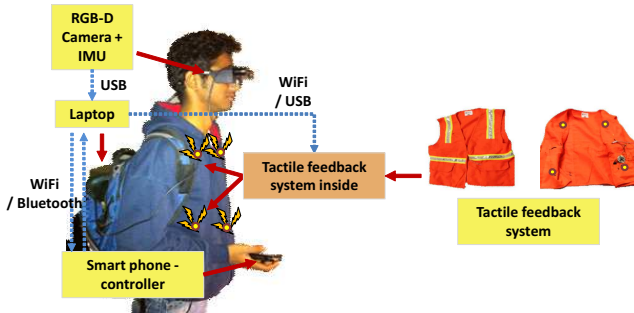 RGB-D
Camera +
IMU
USB
WiFi
/ USB
Laptop
Tactile feedback
system inside
WiFi
/ Bluetooth
Tactile feedback
system
Smart phone -
controller